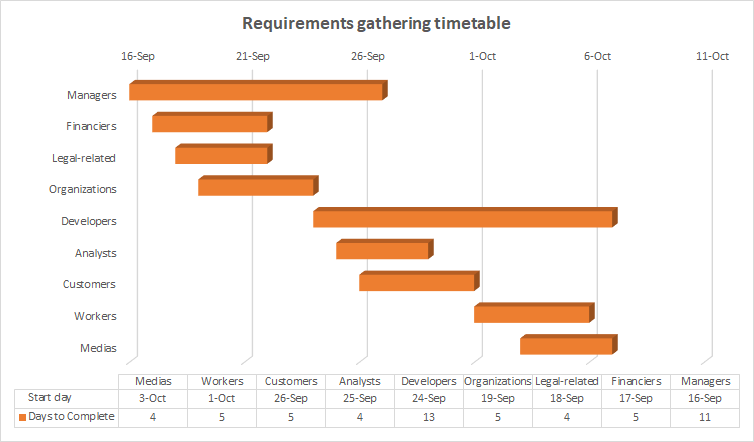 Requirements gathering timetable
16-Sep 21-Sep 26-Sep 1-Oct 6-Oct 11-Oct
Managers
Financiers
Legal-related
Organizations
Developers
Analysts
Customers
Workers
Medias
Medias Workers Customers Analysts Developers Organizations Legal-related Financiers Managers
Start day 3-Oct 1-Oct 26-Sep 25-Sep 24-Sep 19-Sep 18-Sep 17-Sep 16-Sep
Days to Complete 4 5 5 4 13 5 4 5 11